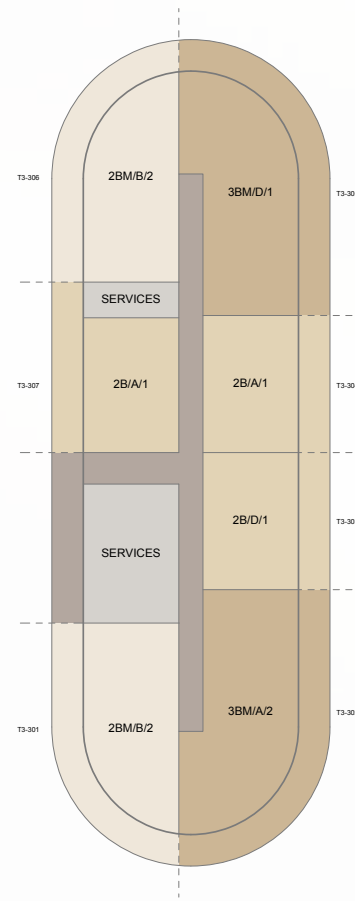 2BM/B/2
T3-306
3BM/D/1
SERVICES
T3-307
2B/A/1
2B/A/1
2B/D/1
SERVICES
3BM/A/2
T3-301
2BM/B/2